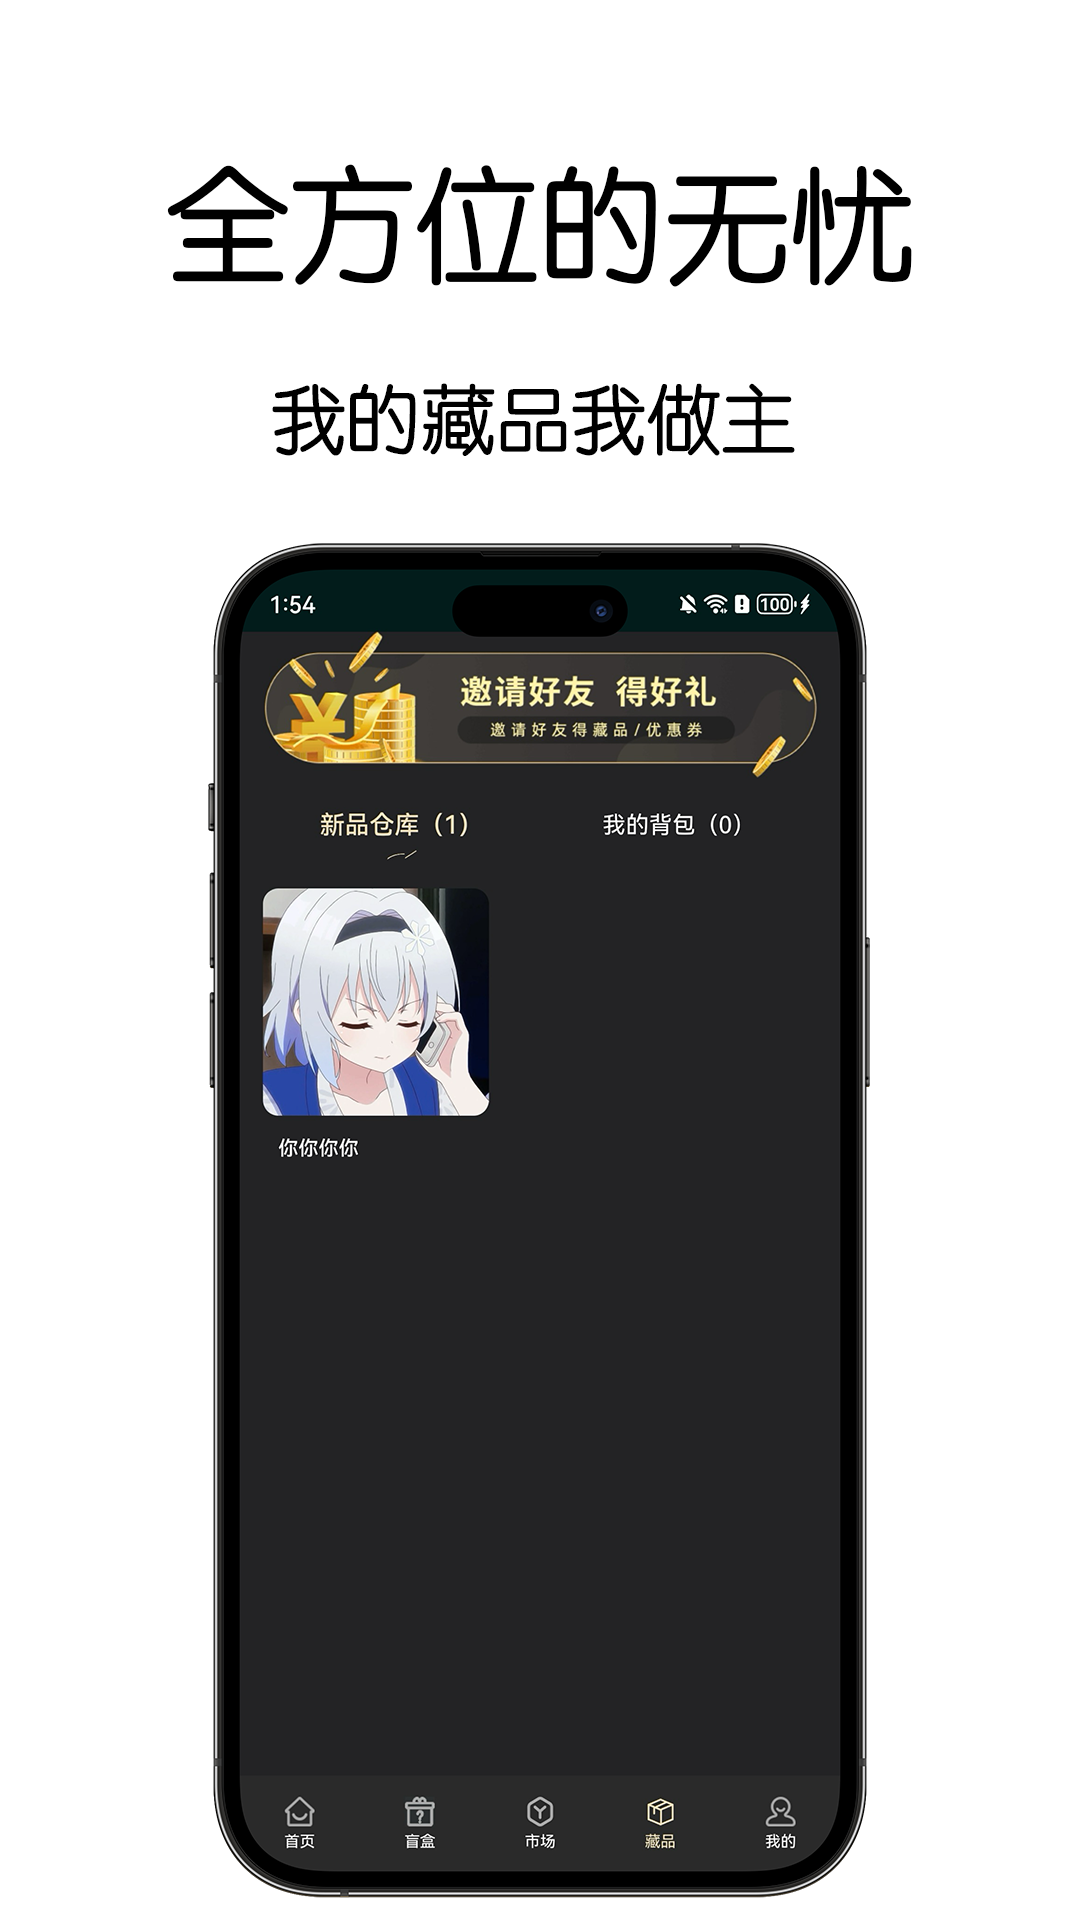 全方位的无忧
我的藏品我做主
1:54
100
邀请好友 得好礼
邀请好友得藏品/优惠券
新品仓库（1）
我的背包（0）
你你你你
首页
盲盒
市场
藏品
我的